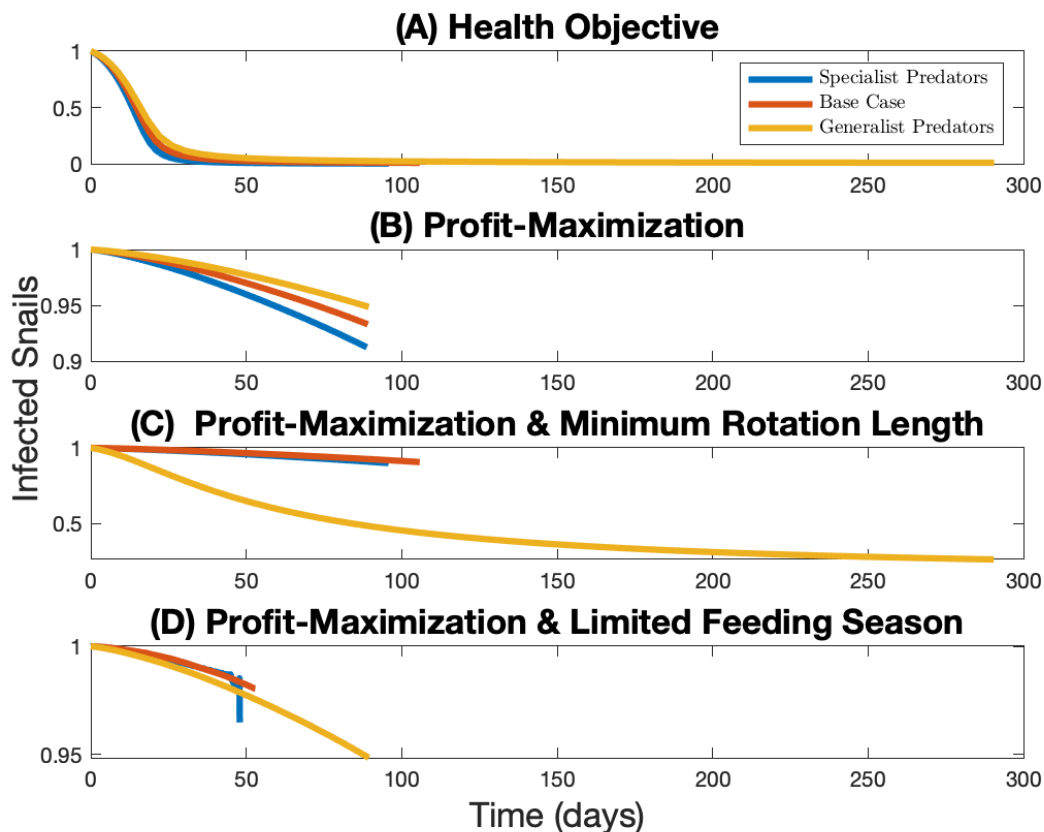 (A) Health Objective
1
0.5
0
0 50 100 150 200 250 300
Specialist Predators
Base Case
Generalist Predators
(B) Profit-Maximization
1
0.95
0.9
0 50 100 150 200 250 300
(C) Profit-Maximization & Minimum Rotation Length
1
0.5
0 50 100 150 200 250 300
(D) Profit-Maximization & Limited Feeding Season
1
0.95
0 50 100 150 200 250 300
Infected Snails
Time (days)